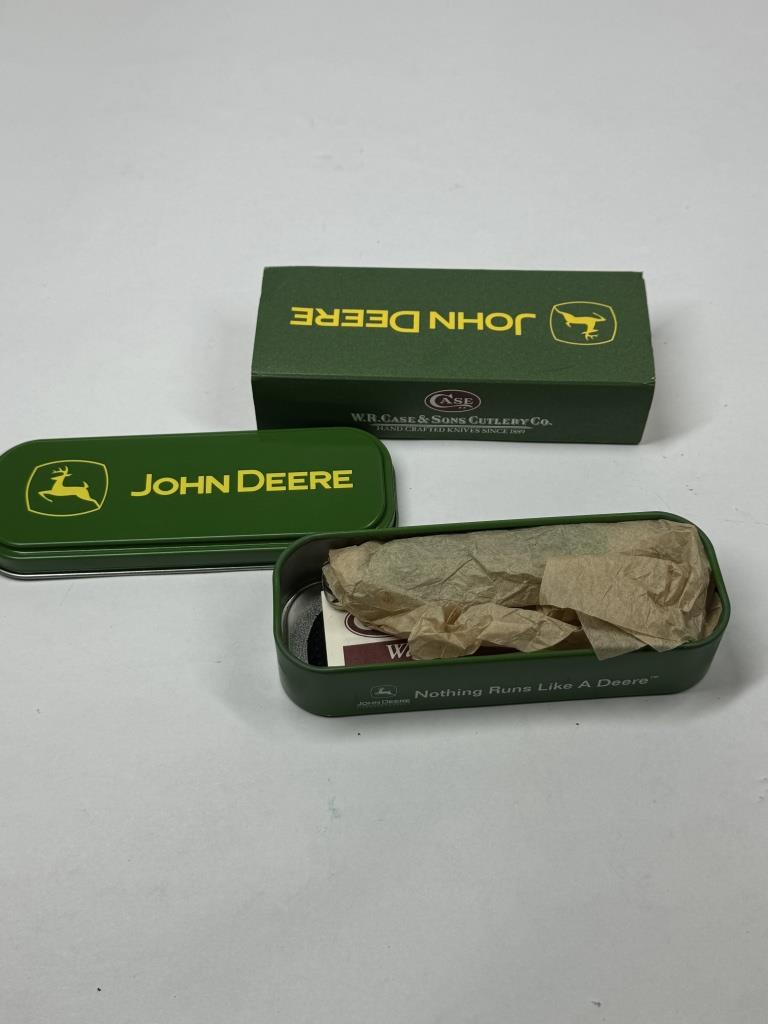 JOHN DEERE
CASE
W.R. CASE & SONS CUTLERY CO.
HAND CRAFTED KNIVES SINCE 1889
JOHN DEERE
JOHN DEERE
Nothing Runs Like A Deere™